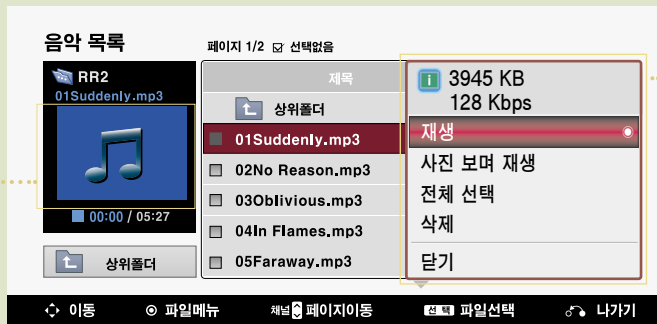 음악 목록
페이지 1/2 ☑ 선택없음
RR2
01Suddenly.mp3
00:00 / 05:27
상위폴더
제목
상위폴더
01Suddenly.mp3
02No Reason.mp3
03Oblivious.mp3
04In Flames.mp3
05Faraway.mp3
i 3945 KB
128 Kbps
재생
사진 보며 재생
전체 선택
삭제
닫기
이동 ⊙ 파일메뉴 채널 페이지이동 선택 파일선택 나가기